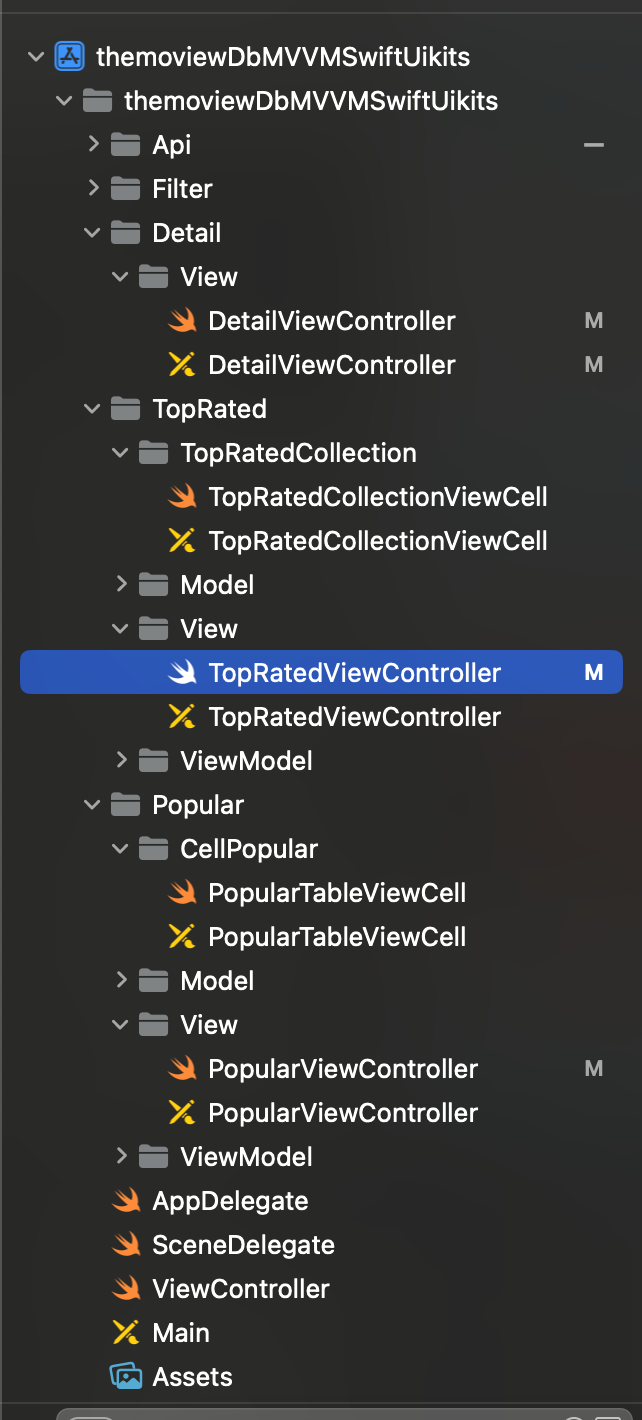 themoviewDbMVVMSwiftUikits
themoviewDbMVVMSwiftUikits
Api
Filter
Detail
View
DetailViewController M
DetailViewController M
TopRated
TopRatedCollection
TopRatedCollectionViewCell
TopRatedCollectionViewCell
Model
View
TopRatedViewController M
TopRatedViewController
ViewModel
Popular
CellPopular
PopularTableViewCell
PopularTableViewCell
Model
View
PopularViewController M
PopularViewController
ViewModel
AppDelegate
SceneDelegate
ViewController
Main
Assets